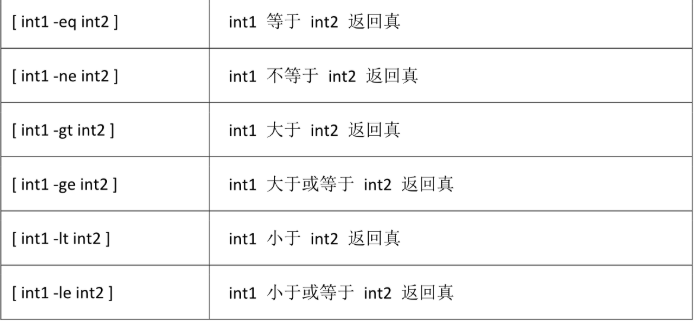 [ int1 -eq int2 ] int1 等于 int2 返回真
[ int1 -ne int2 ] int1 不等于 int2 返回真
[ int1 -gt int2 ] int1 大于 int2 返回真
[ int1 -ge int2 ] int1 大于或等于 int2 返回真
[ int1 -lt int2 ] int1 小于 int2 返回真
[ int1 -le int2 ] int1 小于或等于 int2 返回真